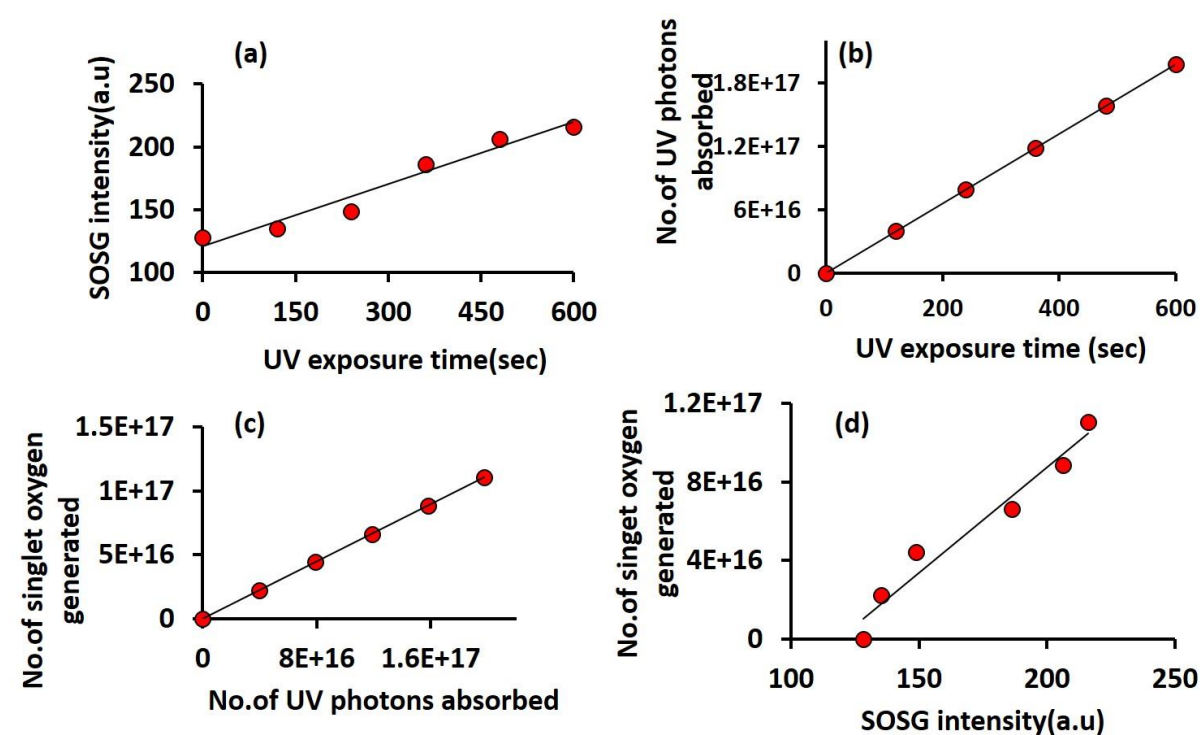 (a)
SOSG intensity(a.u)
250
200
150
100
0 150 300 450 600
UV exposure time(sec)
(b)
No.of UV photons
absorbed
1.8E+17
1.2E+17
6E+16
0
0 200 400 600
UV exposure time (sec)
(c)
No.of singlet oxygen
generated
1.5E+17
1E+17
5E+16
0
0 8E+16 1.6E+17
No.of UV photons absorbed
(d)
No.of singet oxygen
generated
1.2E+17
8E+16
4E+16
0
100 150 200 250
SOSG intensity(a.u)